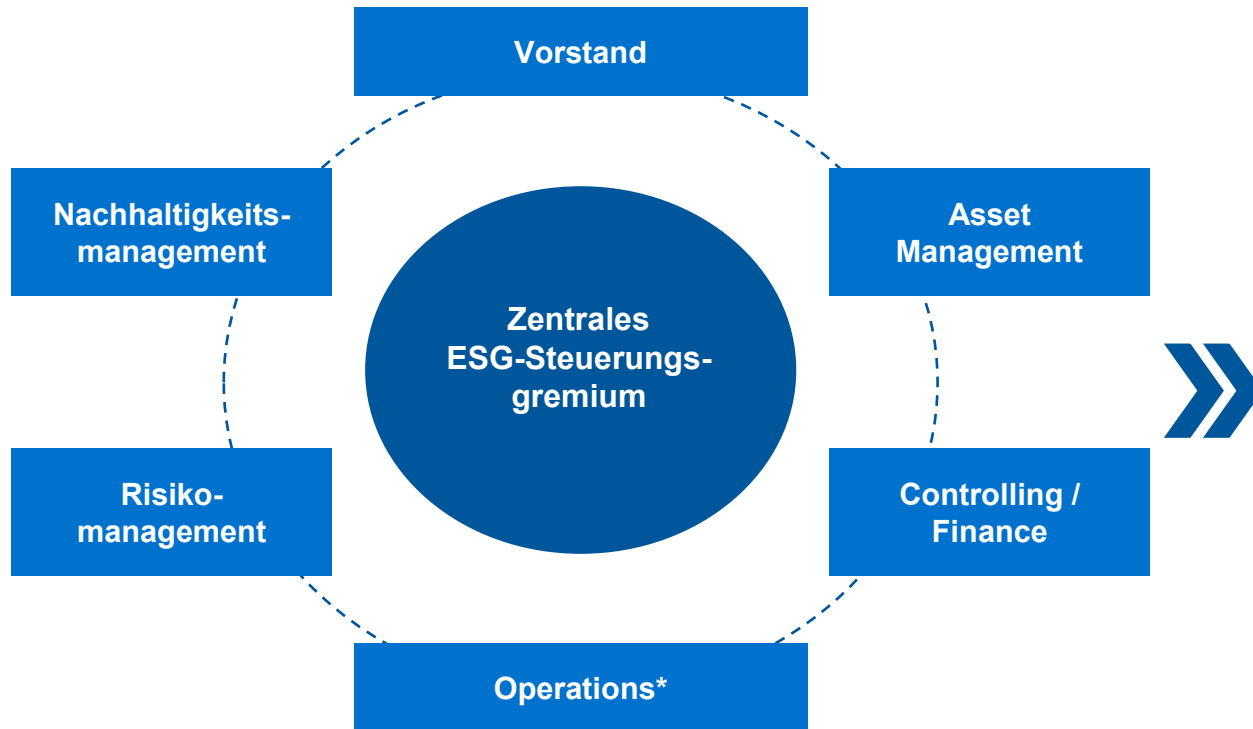 Vorstand
Nachhaltigkeits-
management
Asset
Management
Zentrales
ESG-Steuerungs-
gremium
Risiko-
management
Controlling /
Finance
Operations*